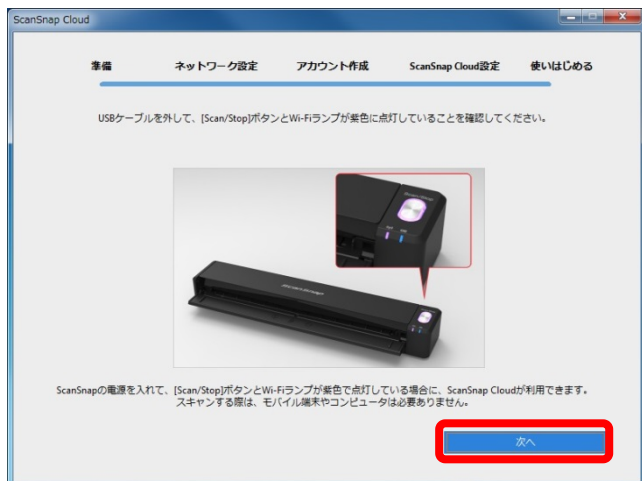 ScanSnap Cloud
準備 ネットワーク設定 アカウント作成 ScanSnap Cloud設定 使いはじめる
USBケーブルを外して、[Scan/Stop]ボタンとWi-Fiランプが紫色に点灯していることを確認してください。
ScanSnap
ScanSnap
ScanSnapの電源を入れて、[Scan/Stop]ボタンとWi-Fiランプが紫色で点灯している場合に、ScanSnap Cloudが利用できます。
スキャンする際は、モバイル端末やコンピュータは必要ありません。
次へ